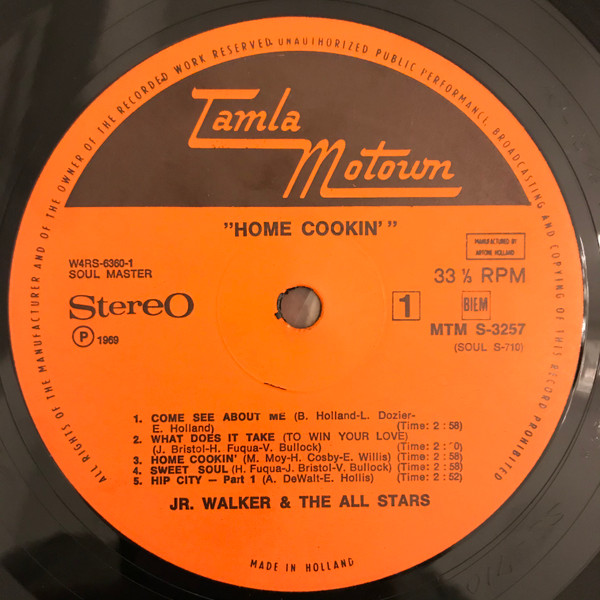 ALL RIGHTS OF THE MANUFACTURER AND OF THE OWNER OF THE RECORDED WORK RESERVED UNAUTHORIZED PUBLIC PERFORMANCE, BROADCASTING AND COPYING OF THIS RECORD PROHIBITED
Tamla
Motown
"HOME COOKIN'"
W4RS-6360-1
SOUL MASTER
MANUFACTURED BY
ARTONE HOLLAND
33 ⅓ RPM
Stereo
1
BIEM
MTM S-3257
(SOUL S-710)
Ⓟ 1969
1. COME SEE ABOUT ME (B. Holland-L. Dozier-
E. Holland) (Time: 2 : 58)
2. WHAT DOES IT TAKE (TO WIN YOUR LOVE)
(J. Bristol-H. Fuqua-V. Bullock) (Time: 2 :
3. HOME COOKIN' (M. Moy-H. Cosby-E. Willis) (Time: 2 : 58)
4. SWEET SOUL (H. Fuqua-J. Bristol-V. Bullock) (Time: 2 : 58)
5. HIP CITY — Part 1 (A. DeWalt-E. Hollis) (Time: 2 : 52)
JR. WALKER & THE ALL STARS
MADE IN HOLLAND